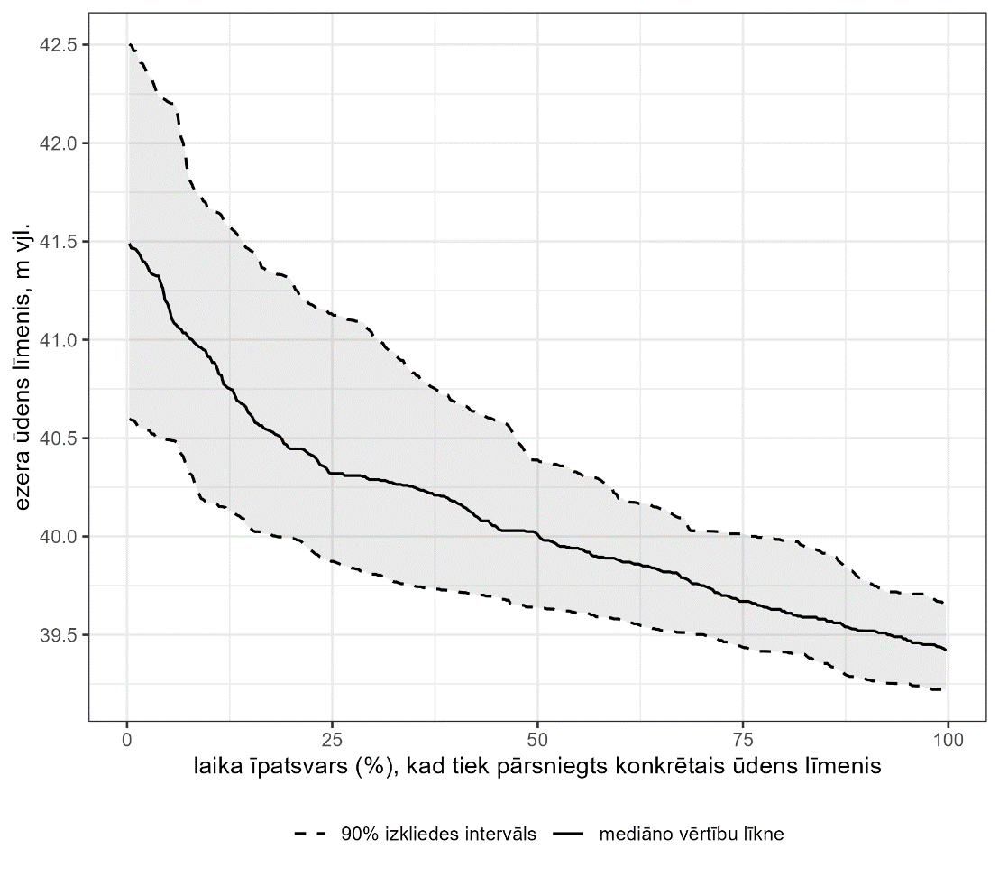 42.5
42.0
41.5
41.0
40.5
40.0
39.5
ezera ūdens līmenis, m vjl.
0 25 50 75 100
laika īpatsvars (%), kad tiek pārsniegts konkrētais ūdens līmenis
90% izkliedes intervāls mediāno vērtību līkne